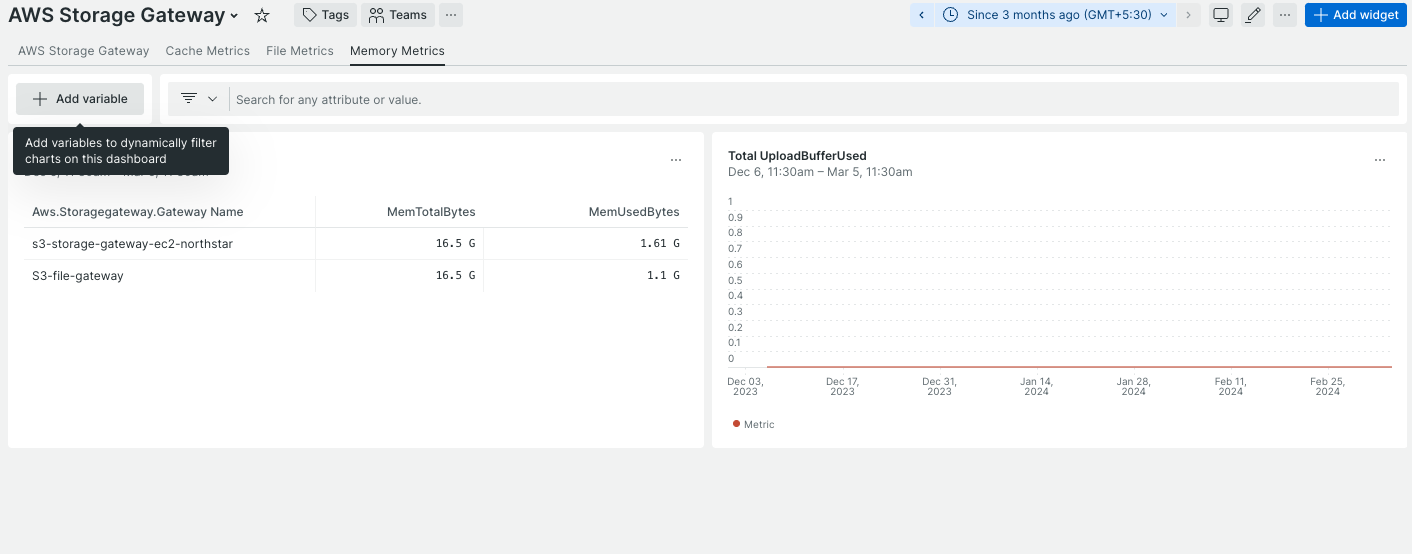 AWS Storage Gateway
Tags
Teams
Since 3 months ago (GMT+5:30)
Add widget
AWS Storage Gateway
Cache Metrics
File Metrics
Memory Metrics
Add variable
Search for any attribute or value.
Add variables to dynamically filter
charts on this dashboard
Aws.Storagegateway.Gateway Name MemTotalBytes MemUsedBytes
s3-storage-gateway-ec2-northstar 16.5 G 1.61 G
S3-file-gateway 16.5 G 1.1 G
Total UploadBufferUsed
Dec 6, 11:30am – Mar 5, 11:30am
1
0.9
0.8
0.7
0.6
0.5
0.4
0.3
0.2
0.1
0
Dec 03, 2023
Dec 17, 2023
Dec 31, 2023
Jan 14, 2024
Jan 28, 2024
Feb 11, 2024
Feb 25, 2024
Metric